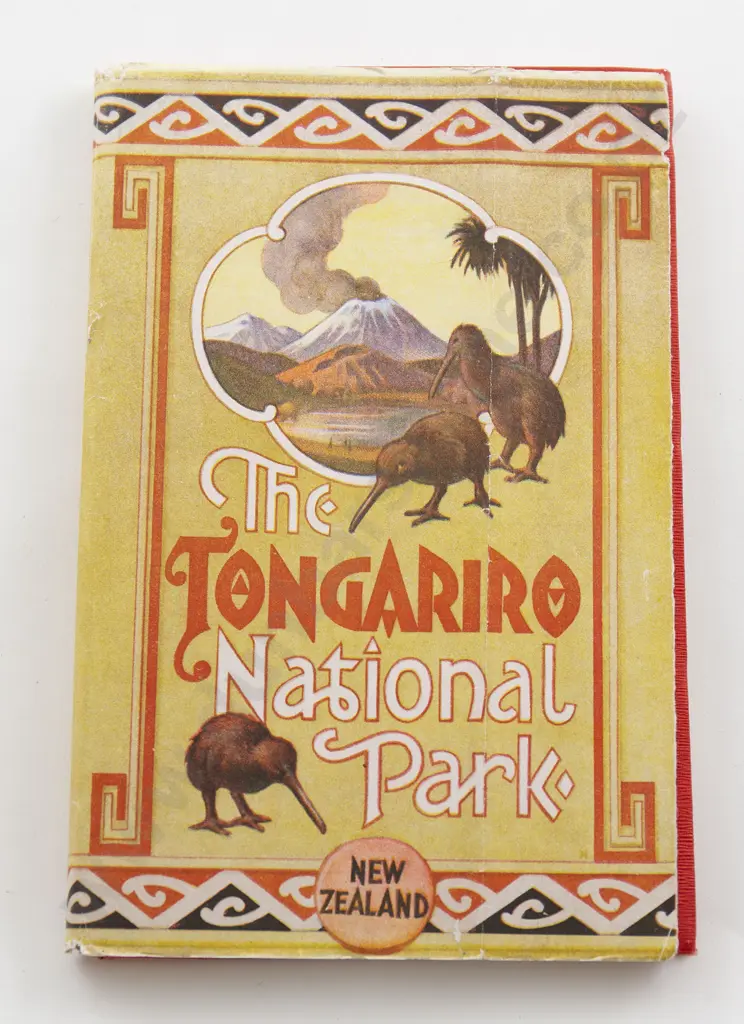 The
TONGARIRO
National
Park
NEW
ZEALAND